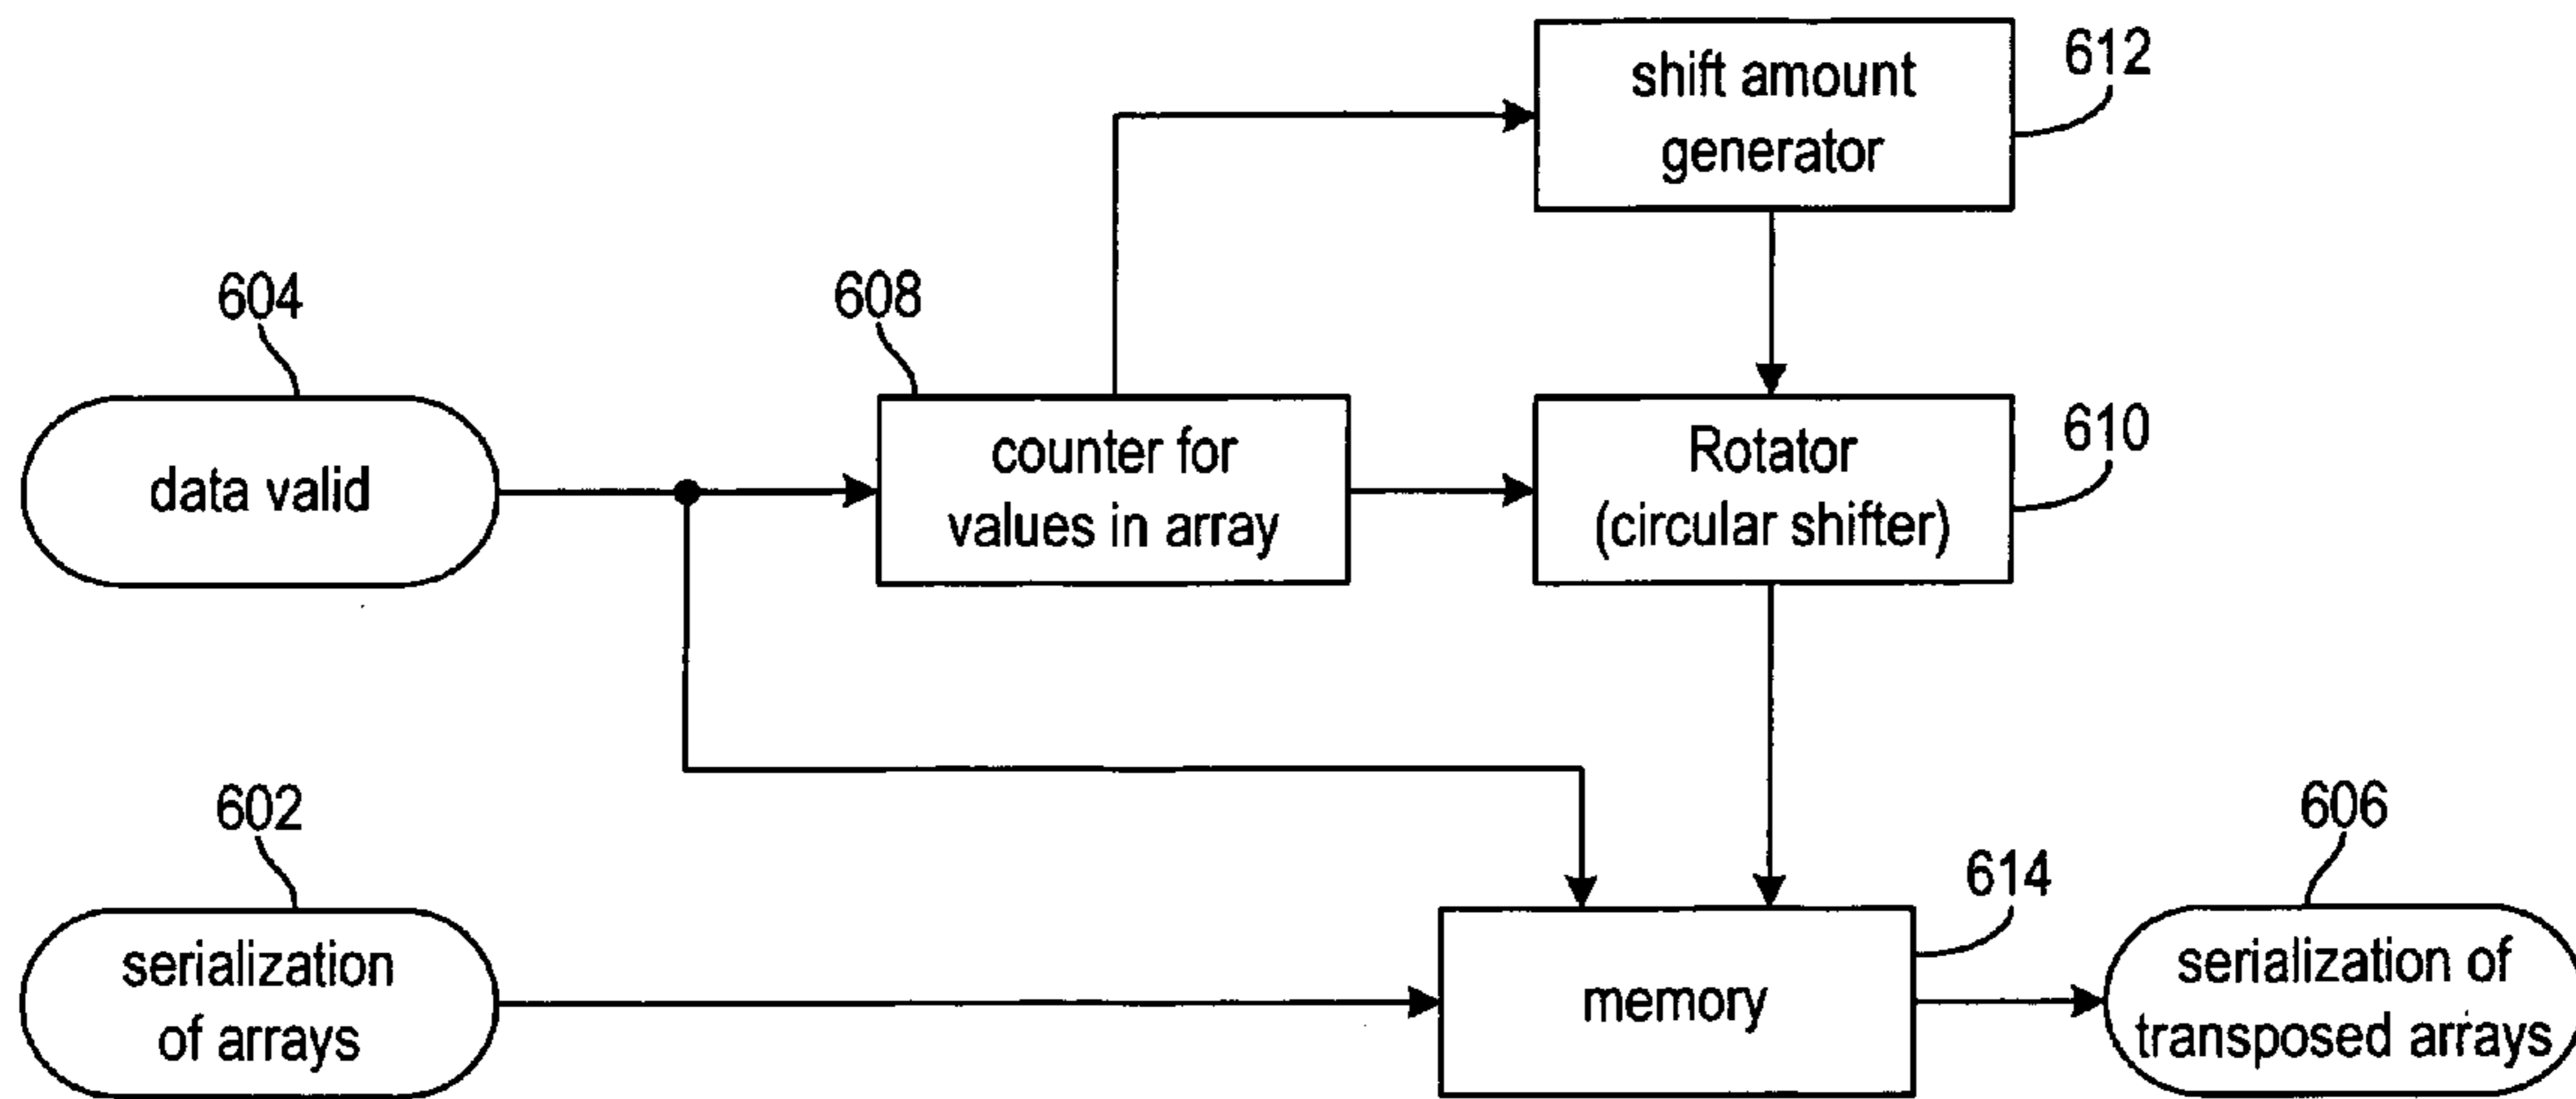 612
shift amount
generator
604
608
610
data valid
counter for
values in array
Rotator
(circular shifter)
602
614
606
serialization
of arrays
memory
serialization of
transposed arrays